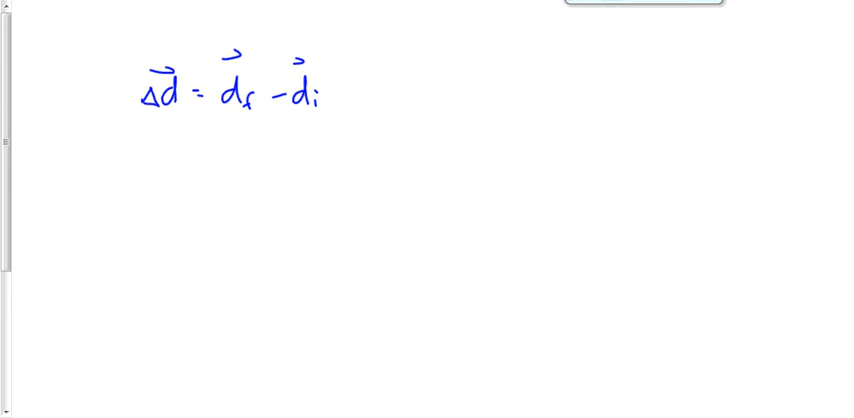 Δd⃗ = d⃗f − d⃗i